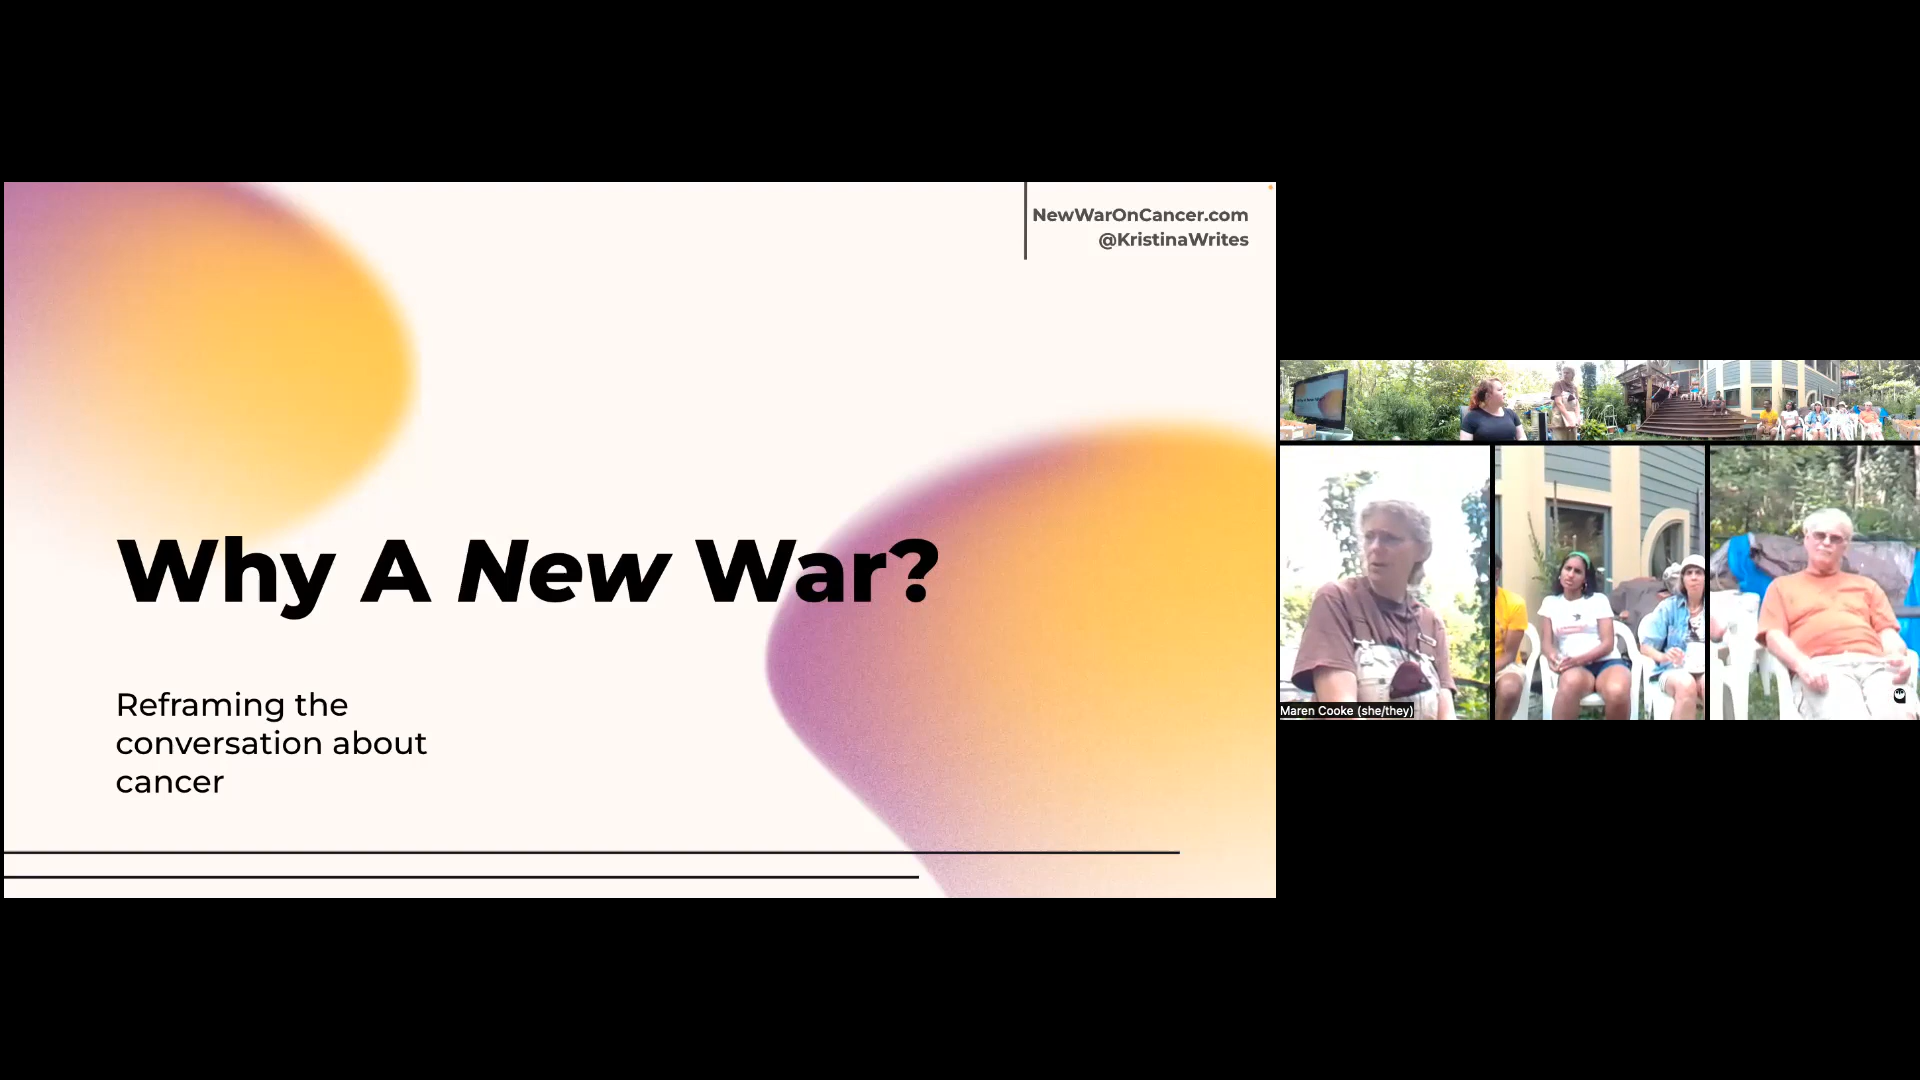 NewWarOnCancer.com
@KristinaWrites
Why A New War?
Reframing the
conversation about
cancer
Maren Cooke (she/they)